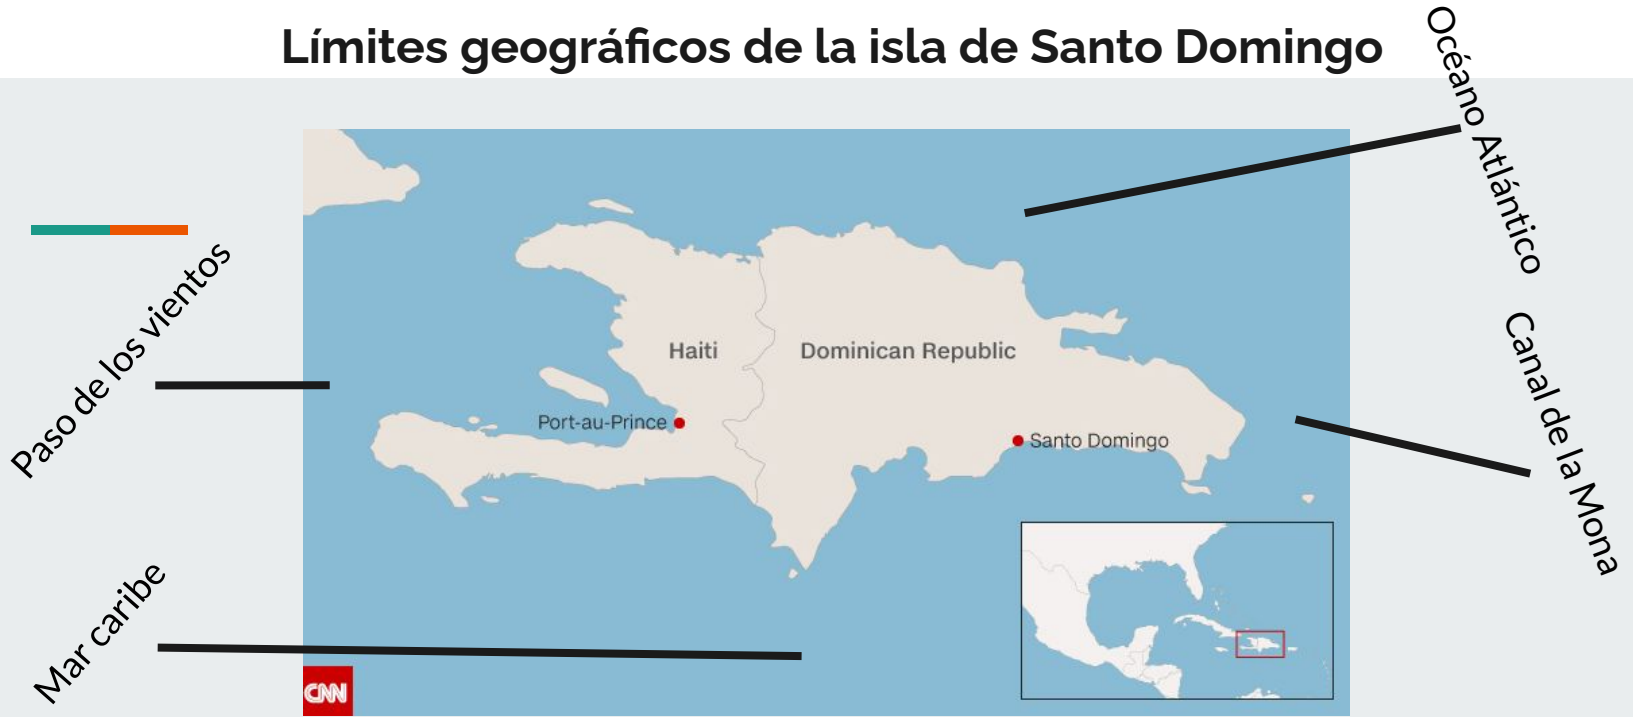 Límites geográficos de la isla de Santo Domingo
Océano Atlántico
Paso de los vientos
Canal de la Mona
Haiti
Dominican Republic
Port-au-Prince
Santo Domingo
Mar caribe
CNN